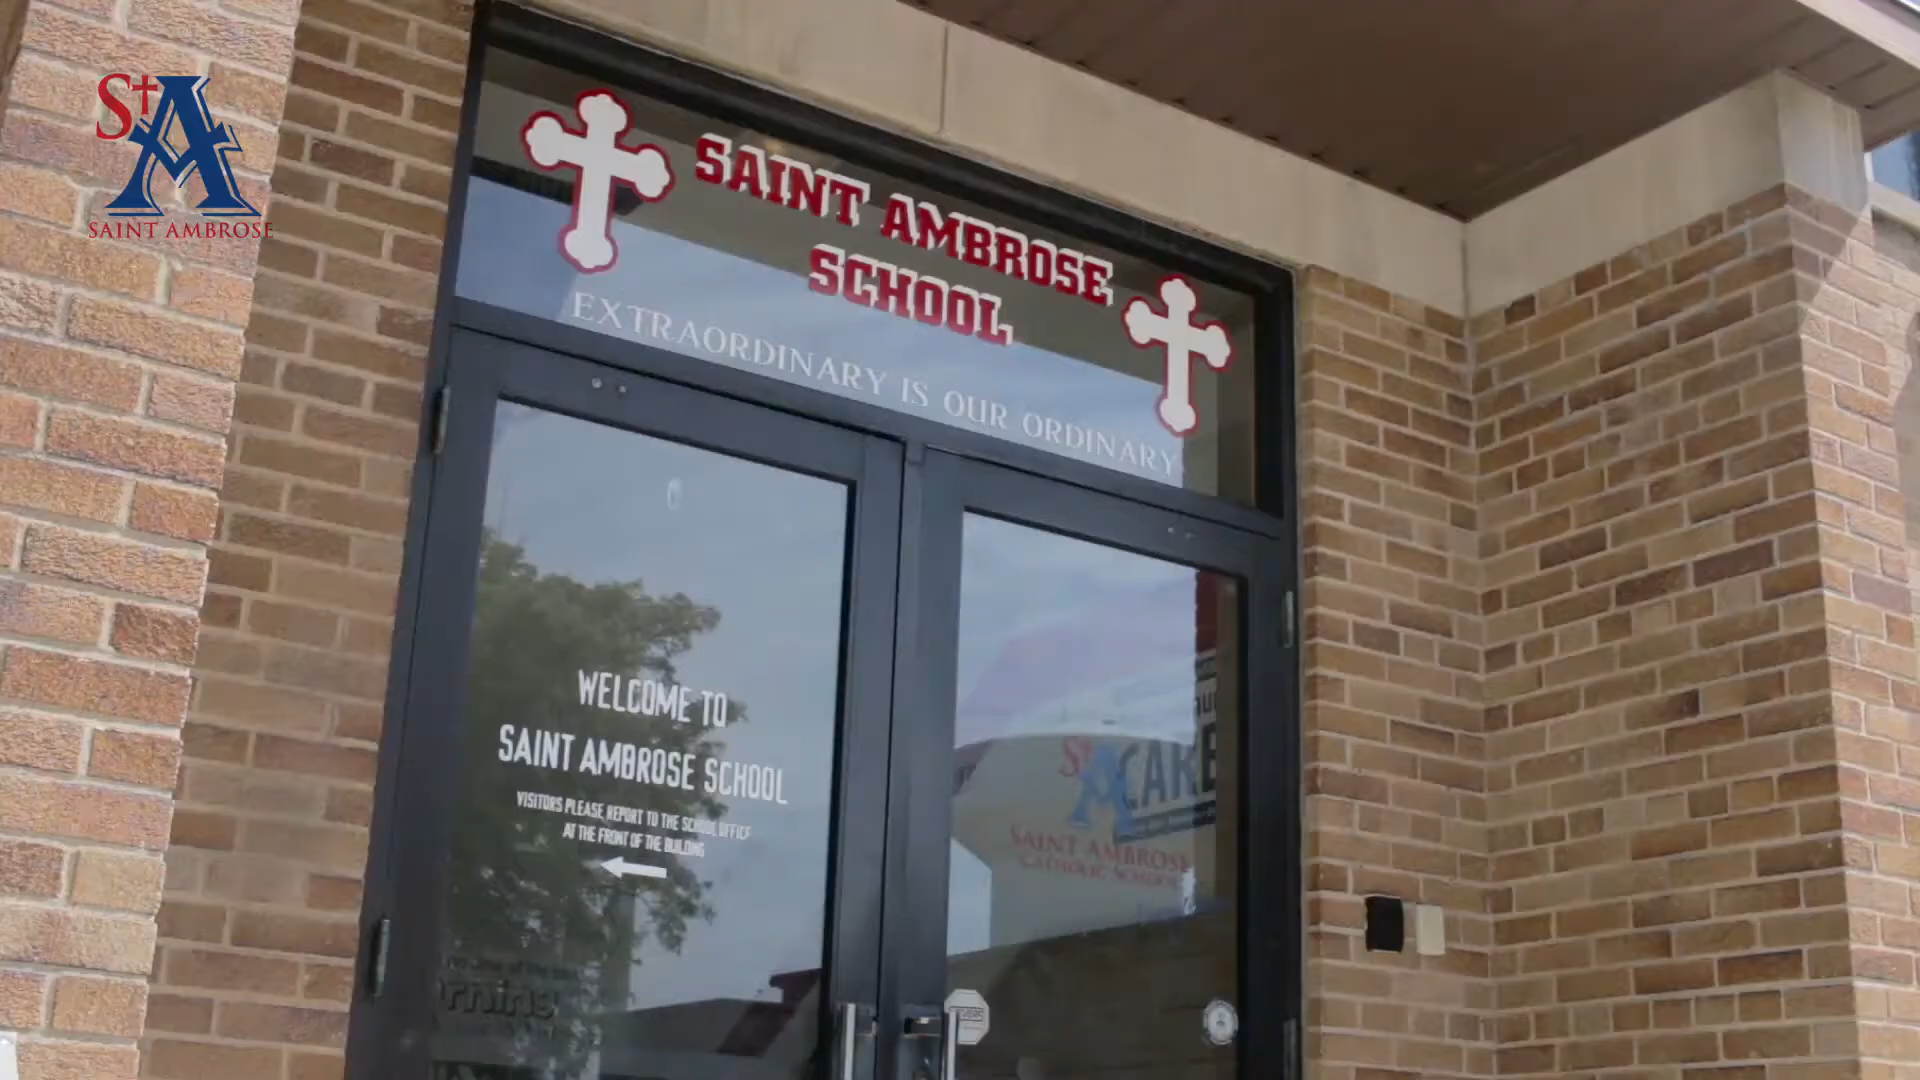 St A
SAINT AMBROSE
SAINT AMBROSE
SCHOOL
EXTRAORDINARY IS OUR ORDINARY
WELCOME TO
SAINT AMBROSE SCHOOL
VISITORS PLEASE REPORT TO THE SCHOOL OFFICE
AT THE FRONT OF THE BUILDING
St A
SAINT AMBROSE
CATHOLIC SCHOOL